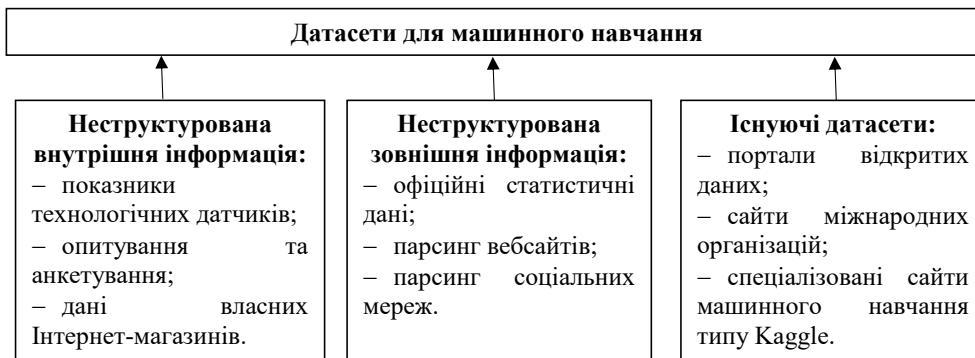 Датасети для машинного навчання
Неструктурована
внутрішня інформація:
– показники
технологічних датчиків;
– опитування та
анкетування;
– дані власних
Інтернет-магазинів.
Неструктурована
зовнішня інформація:
– офіційні статистичні
дані;
– парсинг вебсайтів;
– парсинг соціальних
мереж.
Існуючі датасети:
– портали відкритих
даних;
– сайти міжнародних
організацій;
– спеціалізовані сайти
машинного навчання
типу Kaggle.